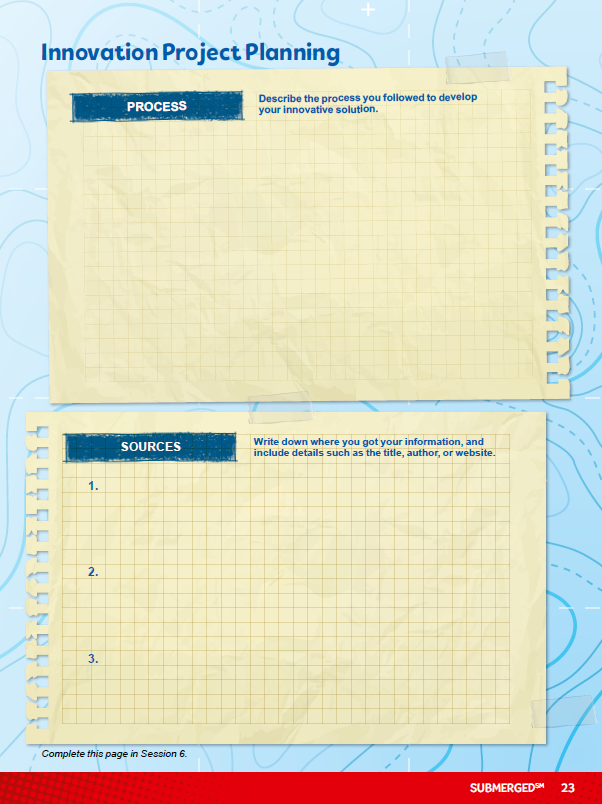 Innovation Project Planning
PROCESS
Describe the process you followed to develop
your innovative solution.
SOURCES
Write down where you got your information, and
include details such as the title, author, or website.
1.
2.
3.
Complete this page in Session 6.
SUBMERGED℠ 23